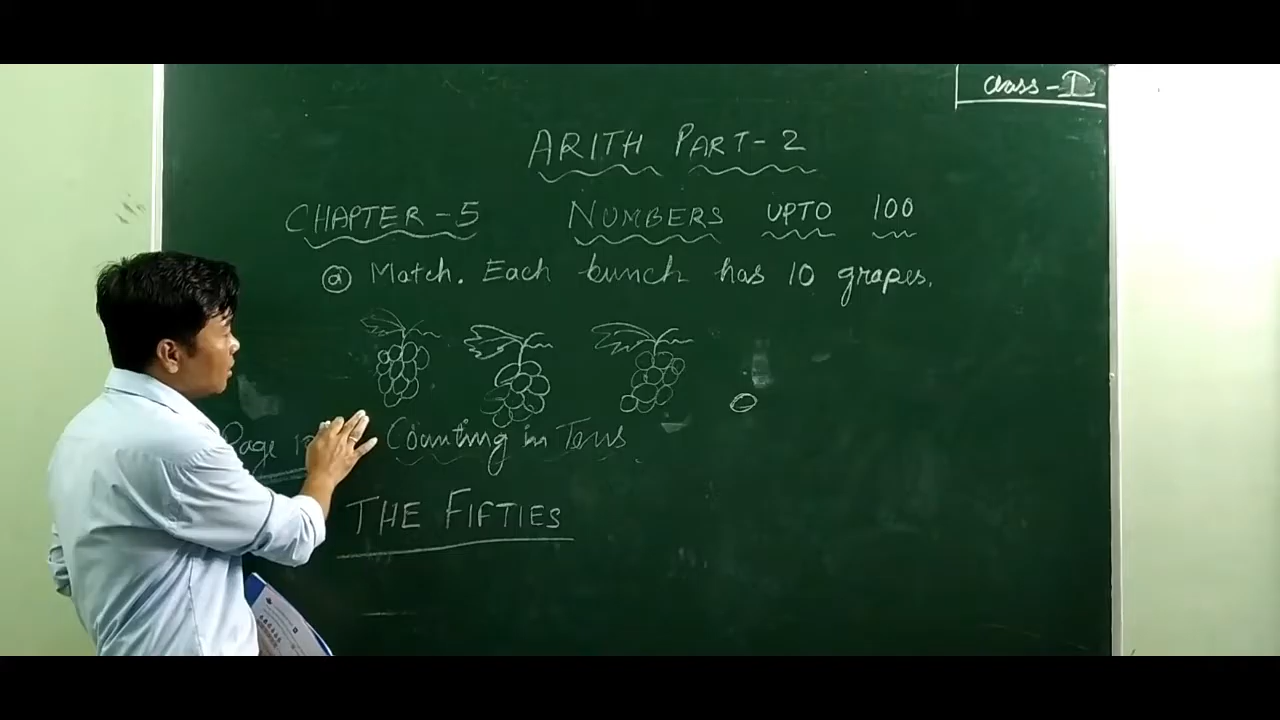 Class - I
ARITH PART - 2
CHAPTER - 5 NUMBERS UPTO 100
(a) Match. Each bunch has 10 grapes.
Page Counting in Tens
THE FIFTIES